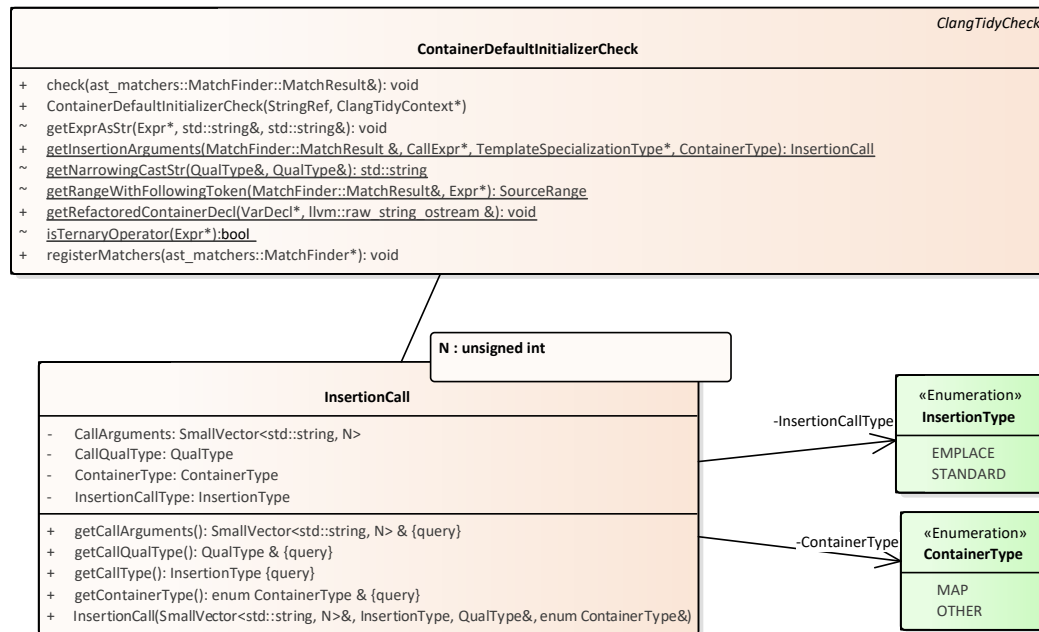 ClangTidyCheck
ContainerDefaultInitializerCheck
+ check(ast_matchers::MatchFinder::MatchResult&): void
+ ContainerDefaultInitializerCheck(StringRef, ClangTidyContext*)
~ getExprAsStr(Expr*, std::string&, std::string&): void
+ getInsertionArguments(MatchFinder::MatchResult &, CallExpr*, TemplateSpecializationType*, ContainerType): InsertionCall
~ getNarrowingCastStr(QualType&, QualType&): std::string
~ getRangeWithFollowingToken(MatchFinder::MatchResult&, Expr*): SourceRange
+ getRefactoredContainerDecl(VarDecl*, llvm::raw_string_ostream &): void
~ isTernaryOperator(Expr*):bool
+ registerMatchers(ast_matchers::MatchFinder*): void
N : unsigned int
InsertionCall
- CallArguments: SmallVector<std::string, N>
- CallQualType: QualType
- ContainerType: ContainerType
- InsertionCallType: InsertionType
+ getCallArguments(): SmallVector<std::string, N> & {query}
+ getCallQualType(): QualType & {query}
+ getCallType(): InsertionType {query}
+ getContainerType(): enum ContainerType & {query}
+ InsertionCall(SmallVector<std::string, N>&, InsertionType, QualType&, enum ContainerType&)
-InsertionCallType
«Enumeration»
InsertionType
EMPLACE
STANDARD
-ContainerType
«Enumeration»
ContainerType
MAP
OTHER